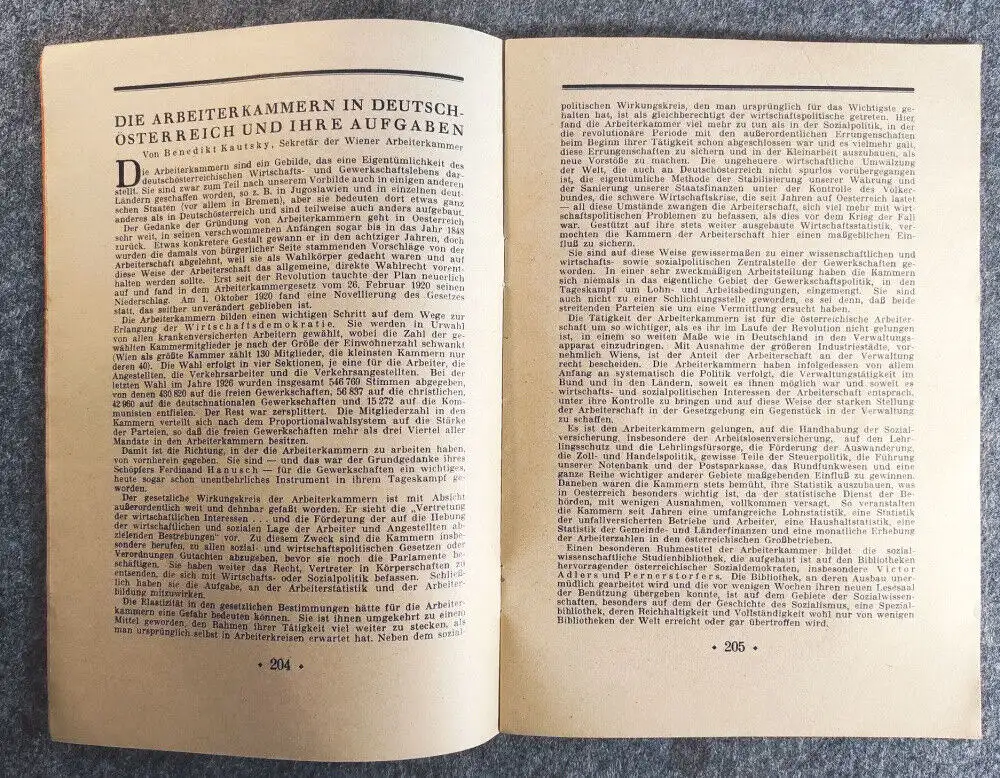 DIE ARBEITERKAMMERN IN DEUTSCH-
ÖSTERREICH UND IHRE AUFGABEN
Von Benedikt Kautsky, Sekretär der Wiener Arbeiterkammer
Die Arbeiterkammern sind ein Gebilde, das eine Eigentümlichkeit des
deutschösterreichischen Wirtschafts- und Gewerkschaftslebens dar-
stellt. Sie sind zwar zum Teil nach unserem Vorbilde auch in einigen anderen
Ländern geschaffen worden, so z. B. in Jugoslawien und in einzelnen deut-
schen Staaten (vor allem in Bremen), aber sie bedeuten dort etwas ganz
anderes als in Deutschösterreich und sind teilweise auch anders aufgebaut.
Der Gedanke der Gründung von Arbeiterkammern geht in Oesterreich
sehr weit, in seinen verschwommenen Anfängen sogar bis in das Jahr 1848
zurück. Etwas konkretere Gestalt gewann er in den achtziger Jahren, doch
wurden die damals von bürgerlicher Seite stammenden Vorschläge von der
Arbeiterschaft abgelehnt, weil sie als Wahlkörper gedacht waren und auf
diese Weise der Arbeiterschaft das allgemeine, direkte Wahlrecht vorent-
halten werden sollte. Erst seit der Revolution tauchte der Plan neuerlich
auf und fand in dem Arbeiterkammergesetz vom 26. Februar 1920 seinen
Niederschlag. Am 1. Oktober 1920 fand eine Novellierung des Gesetzes
statt, das seither unverändert geblieben ist.
Die Arbeiterkammern bilden einen wichtigen Schritt auf dem Wege zur
Erlangung der Wirtschaftsdemokratie. Sie werden in Urwahl
von allen krankenversicherten Arbeitern gewählt, wobei die Zahl der ge-
wählten Kammermitglieder je nach der Größe der Einwohnerzahl schwankt
(Wien als größte Kammer zählt 130 Mitglieder, die kleinsten Kammern nur
deren 40). Die Wahl erfolgt in vier Sektionen, je eine für die Arbeiter, die
Angestellten, die Verkehrsarbeiter und die Verkehrsangestellten. Bei der
letzten Wahl im Jahre 1926 wurden insgesamt 546 769 Stimmen abgegeben,
von denen 430 820 auf die freien Gewerkschaften, 56 837 auf die christlichen,
42 960 auf die deutschnationalen Gewerkschaften und 15 272 auf die Kom-
munisten entfielen. Der Rest war zersplittert. Die Mitgliederzahl in den
Kammern verteilt sich nach dem Proportionalwahlsystem auf die Stärke
der Parteien, so daß die freien Gewerkschaften mehr als drei Viertel aller
Mandate in den Arbeiterkammern besitzen.
Damit ist die Richtung, in der die Arbeiterkammern zu arbeiten haben,
von vornherein gegeben. Sie sind — und das war der Grundgedanke ihres
Schöpfers Ferdinand Hanusch — für die Gewerkschaften ein wichtiges,
heute sogar schon unentbehrliches Instrument in ihrem Tageskampf ge-
worden.
Der gesetzliche Wirkungskreis der Arbeiterkammern ist mit Absicht
außerordentlich weit und dehnbar gefaßt worden. Er sieht die „Vertretung
der wirtschaftlichen Interessen . . . und die Förderung der auf die Hebung
der wirtschaftlichen und sozialen Lage der Arbeiter und Angestellten ab-
zielenden Bestrebungen" vor. Zu diesem Zweck sind die Kammern insbe-
sondere berufen, zu allen sozial- und wirtschaftspolitischen Gesetzen oder
Verordnungen Gutachten abzugeben, bevor sie noch die Parlamente be-
schäftigen. Sie haben weiter das Recht, Vertreter in Körperschaften zu
entsenden, die sich mit Wirtschafts- oder Sozialpolitik befassen. Schließ-
lich haben sie die Aufgabe, an der Arbeiterstatistik und der Arbeiter-
bildung mitzuwirken.
Die Elastizität in den gesetzlichen Bestimmungen hätte für die Arbeiter-
kammern eine Gefahr bedeuten können. Sie ist ihnen umgekehrt zu einem
Mittel geworden, den Rahmen ihrer Tätigkeit viel weiter zu stecken, als
man ursprünglich selbst in Arbeiterkreisen erwartet hat. Neben dem sozial-
• 204 •
politischen Wirkungskreis, den man ursprünglich für das Wichtigste ge-
halten hat, ist als gleichberechtigt der wirtschaftspolitische getreten. Hier
fand die Arbeiterkammer viel mehr zu tun als in der Sozialpolitik, in der
die revolutionäre Periode mit den außerordentlichen Errungenschaften
beim Beginn ihrer Tätigkeit schon abgeschlossen war und es vielmehr galt,
diese Errungenschaften zu sichern und in der Kleinarbeit auszubauen, als
neue Vorstöße zu machen. Die ungeheure wirtschaftliche Umwälzung
der Welt, die auch an Deutschösterreich nicht spurlos vorübergegangen
ist, die eigentümliche Methode der Stabilisierung unserer Währung und
der Sanierung unserer Staatsfinanzen unter der Kontrolle des Völker-
bundes, die schwere Wirtschaftskrise, die seit Jahren auf Oesterreich lastet
— all diese Umstände zwangen die Arbeiterschaft, sich viel mehr mit wirt-
schaftspolitischen Problemen zu befassen, als dies vor dem Krieg der Fall
war. Gestützt auf ihre stets weiter ausgebaute Wirtschaftsstatistik, ver-
mochten die Kammern der Arbeiterschaft hier einen maßgeblichen Ein-
fluß zu sichern.
Sie sind auf diese Weise gewissermaßen zu einer wissenschaftlichen und
wirtschafts- sowie sozialpolitischen Zentralstelle der Gewerkschaften ge-
worden. In einer sehr zweckmäßigen Arbeitsteilung haben die Kammern
sich niemals in das eigentliche Gebiet der Gewerkschaftspolitik, in den
Tageskampf um Lohn- und Arbeitsbedingungen, eingemengt. Sie sind
auch nicht zu einer Schlichtungsstelle geworden, es sei denn, daß beide
streitenden Parteien sie um eine Vermittlung ersucht haben.
Die Tätigkeit der Arbeiterkammern ist für die österreichische Arbeiter-
schaft um so wichtiger, als es ihr im Laufe der Revolution nicht gelungen
ist, in einem so weiten Maße wie in Deutschland in den Verwaltungs-
apparat einzudringen. Mit Ausnahme der größeren Industriestädte, vor-
nehmlich Wiens, ist der Anteil der Arbeiterschaft an der Verwaltung
recht bescheiden. Die Arbeiterkammern haben infolgedessen von allem
Anfang an systematisch die Politik verfolgt, die Verwaltungstätigkeit im
Bund und in den Ländern, soweit es ihnen möglich war und soweit es
wirtschafts- und sozialpolitischen Interessen der Arbeiterschaft entsprach,
unter ihre Kontrolle zu bringen und auf diese Weise der starken Stellung
der Arbeiterschaft in der Gesetzgebung ein Gegenstück in der Verwaltung
zu schaffen.
Es ist den Arbeiterkammern gelungen, auf die Handhabung der Sozial-
versicherung, insbesondere der Arbeitslosenversicherung, auf den Lehr-
lingsschutz und die Lehrlingsfürsorge, die Förderung der Auswanderung,
die Zoll- und Handelspolitik, gewisse Teile der Steuerpolitik, die Führung
unserer Notenbank und der Postsparkasse, das Rundfunkwesen und eine
ganze Reihe wichtiger anderer Gebiete maßgebenden Einfluß zu gewinnen.
Daneben waren die Kammern stets bemüht, ihre Statistik auszubauen, was
in Oesterreich besonders wichtig ist, da der statistische Dienst der Be-
hörden, mit wenigen Ausnahmen, vollkommen versagt. So veranstalten
die Kammern seit Jahren eine umfangreiche Lohnstatistik, eine Statistik
der unfallversicherten Betriebe und Arbeiter, eine Haushaltstatistik, eine
Statistik der Gemeinde- und Länderfinanzen und eine monatliche Erhebung
der Arbeiterzahlen in den österreichischen Großbetrieben.
Einen besonderen Ruhmestitel der Arbeiterkammer bildet die sozial-
wissenschaftliche Studienbibliothek, die aufgebaut ist auf den Bibliotheken
hervorragender österreichischer Sozialdemokraten, insbesondere Victor
Adlers und Pernerstorfers. Die Bibliothek, an deren Ausbau uner-
müdlich gearbeitet wird und die vor wenigen Wochen ihren neuen Lesesaal
der Benützung übergeben konnte, ist auf dem Gebiete der Sozialwissen-
schaften, besonders auf dem der Geschichte des Sozialismus, eine Spezial-
bibliothek, deren Reichhaltigkeit und Vollständigkeit wohl nur von wenigen
Bibliotheken der Welt erreicht oder gar übertroffen wird.
• 205 •